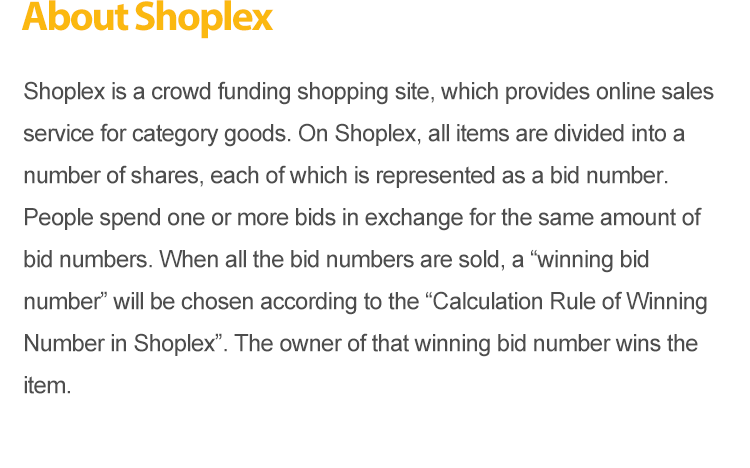 About Shoplex
Shoplex is a crowd funding shopping site, which provides online sales
service for category goods. On Shoplex, all items are divided into a
number of shares, each of which is represented as a bid number.
People spend one or more bids in exchange for the same amount of
bid numbers. When all the bid numbers are sold, a “winning bid
number” will be chosen according to the “Calculation Rule of Winning
Number in Shoplex”. The owner of that winning bid number wins the
item.